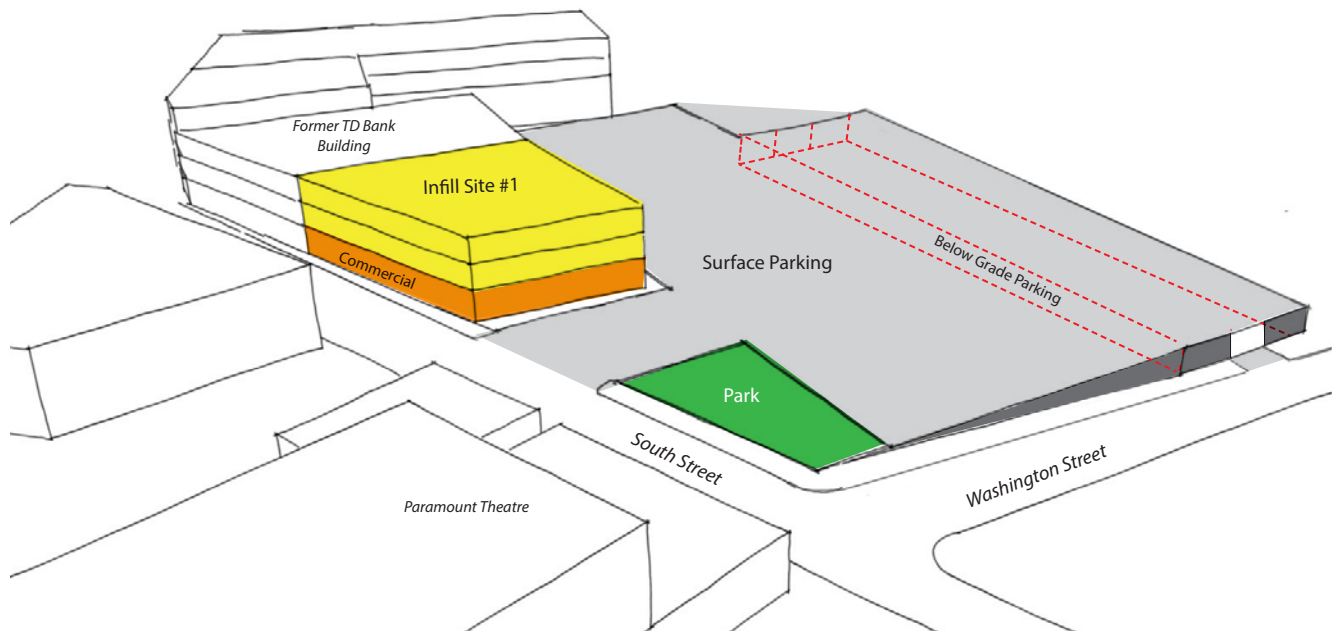 Former TD Bank
Building
Infill Site #1
Commercial
Surface Parking
Below Grade Parking
Park
South Street
Washington Street
Paramount Theatre